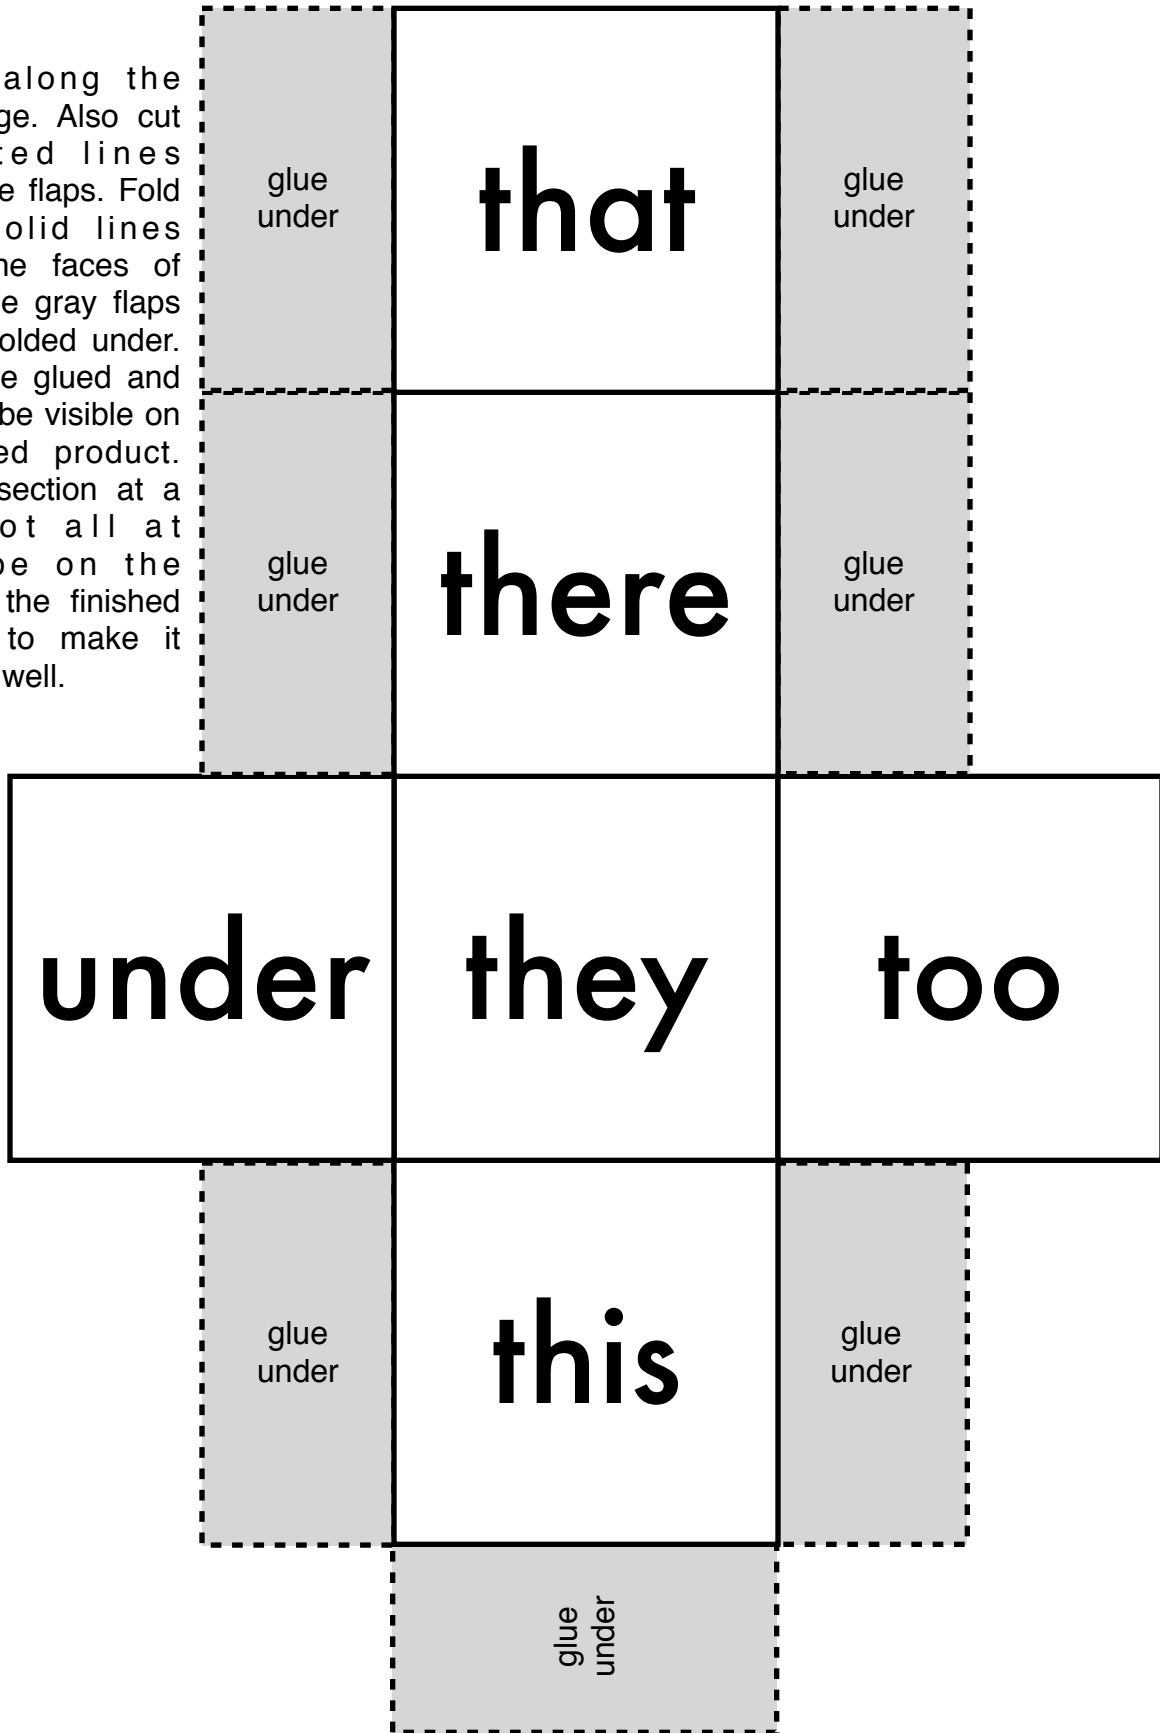 along the
ge. Also cut
ted lines
e flaps. Fold
olid lines
he faces of
e gray flaps
olded under.
e glued and
be visible on
ed product.
section at a
ot all at
pe on the
the finished
to make it
well.
glue
under
that
glue
under
glue
under
there
glue
under
under
they
too
glue
under
this
glue
under
glue
under